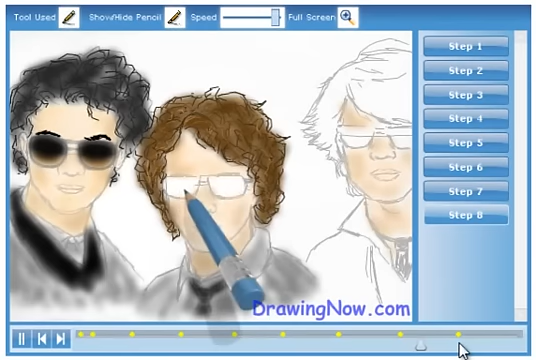 Tool Used Show/Hide Pencil Speed Full Screen
Step 1
Step 2
Step 3
Step 4
Step 5
Step 6
Step 7
Step 8
DrawingNow.com